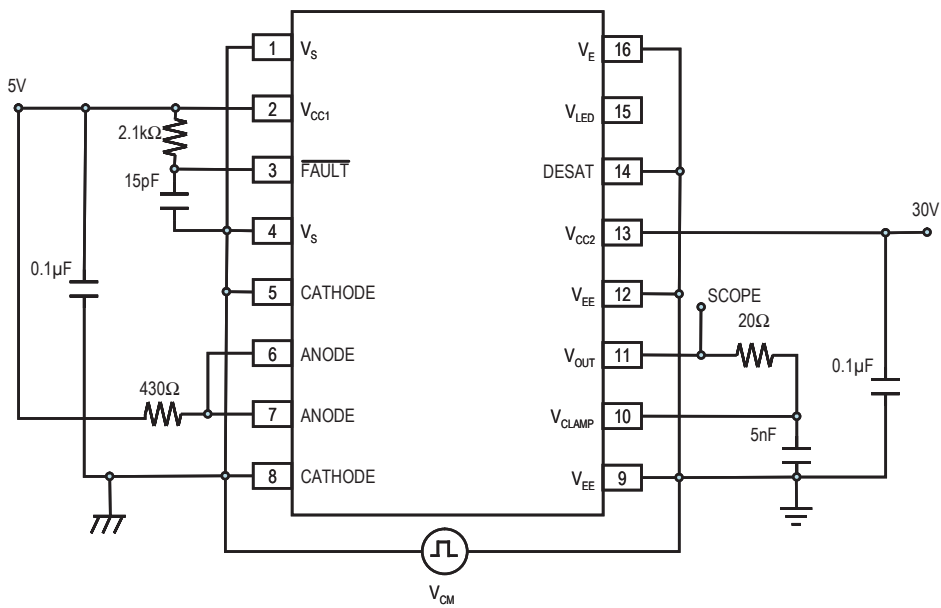 1 V_S V_E 16
5V
2 V_CC1 V_LED 15
2.1kΩ
3 FAULT DESAT 14
15pF
4 V_S V_CC2 13
30V
0.1µF
5 CATHODE V_EE 12
SCOPE
20Ω
6 ANODE V_OUT 11
0.1µF
430Ω
7 ANODE V_CLAMP 10
5nF
8 CATHODE V_EE 9
V_CM